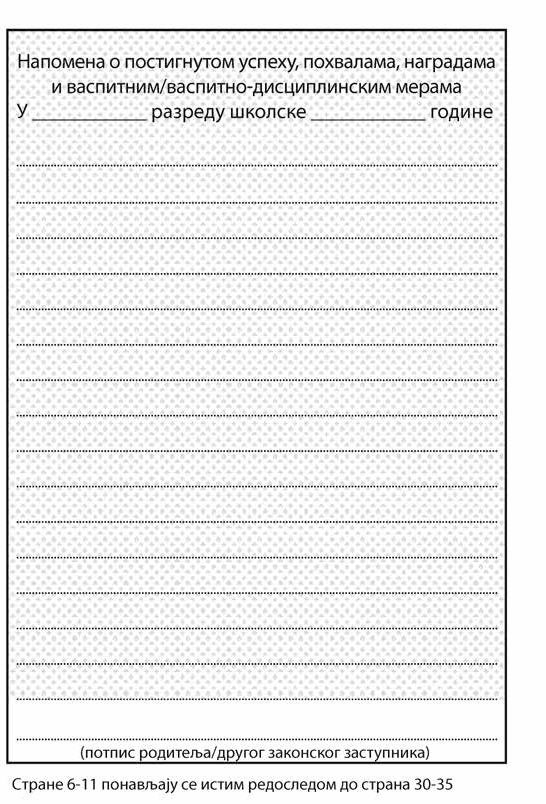 Напомена о постигнутом успеху, похвалама, наградама
и васпитним/васпитно-дисциплинским мерама
У ____________ разреду школске ____________ године
(потпис родитеља/другог законског заступника)
Стране 6-11 понављају се истим редоследом до страна 30-35